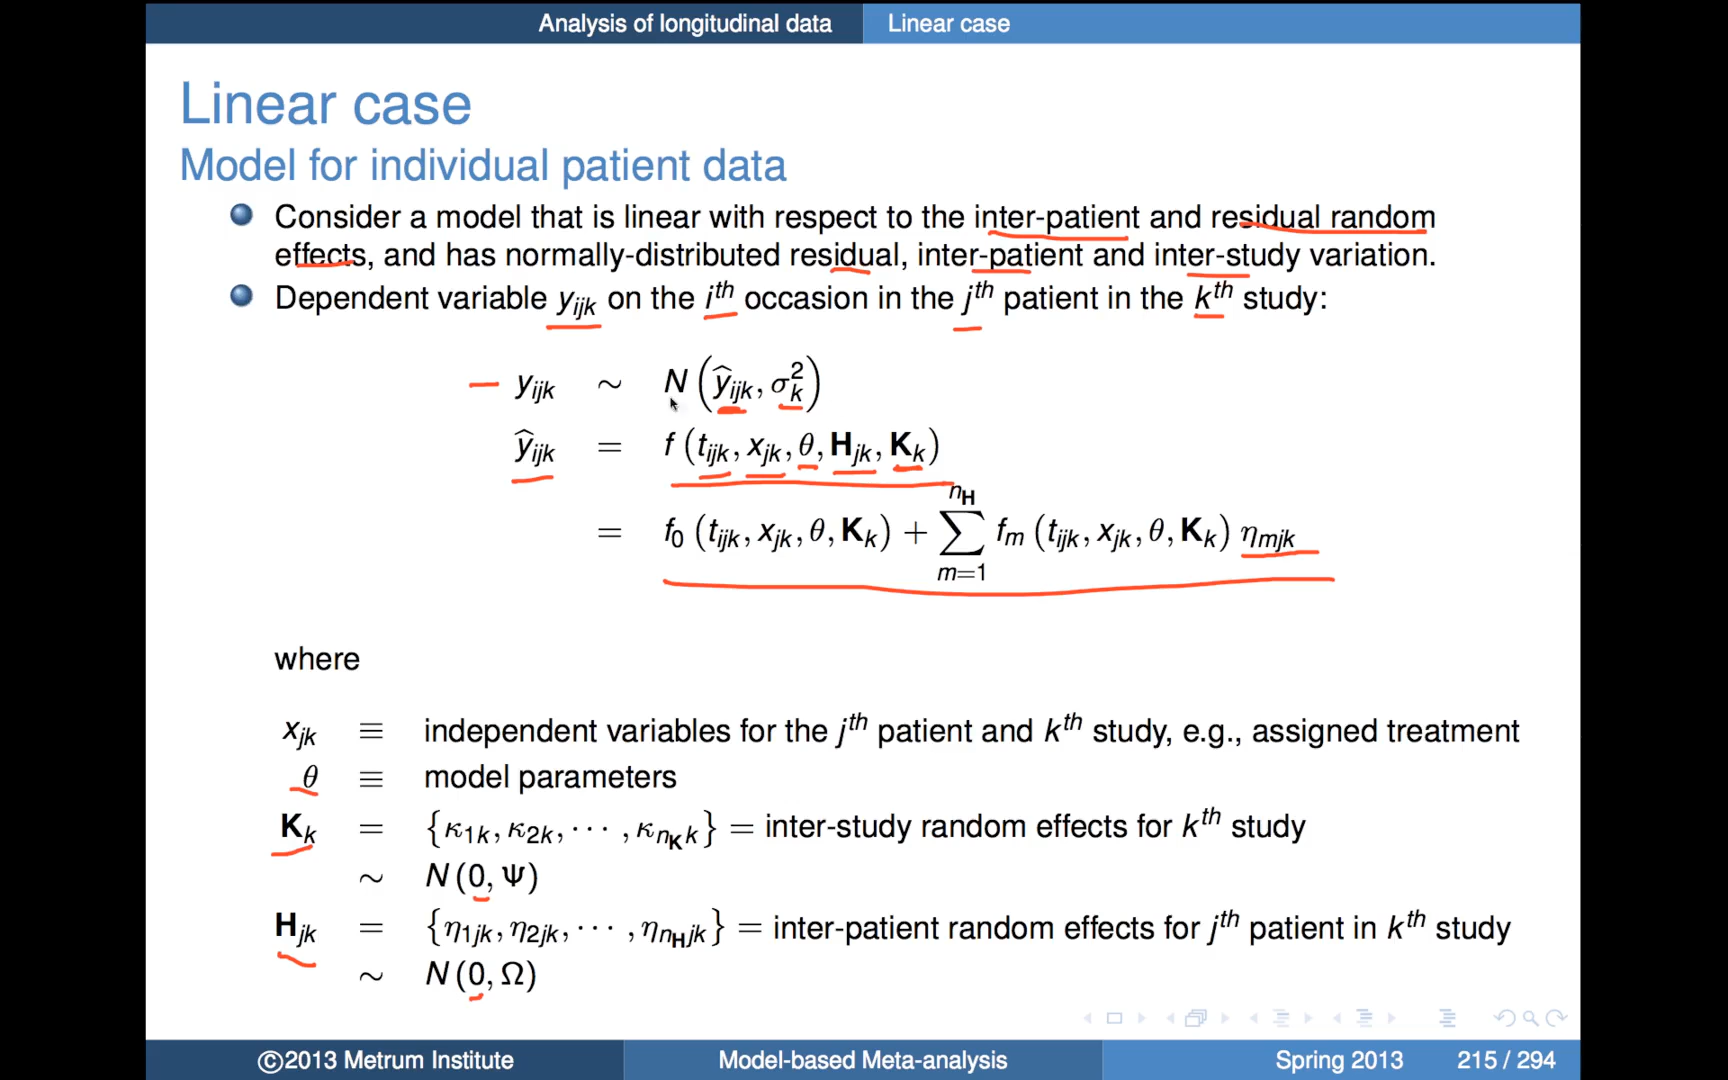 Analysis of longitudinal data Linear case
Linear case
Model for individual patient data
Consider a model that is linear with respect to the inter-patient and residual random
effects, and has normally-distributed residual, inter-patient and inter-study variation.
Dependent variable y_ijk on the i^th occasion in the j^th patient in the k^th study:
y_ijk ∼ N (ŷ_ijk, σ_k^2)
ŷ_ijk = f (t_ijk, x_jk, θ, H_jk, K_k)
= f_0 (t_ijk, x_jk, θ, K_k) + ∑_{m=1}^{n_H} f_m (t_ijk, x_jk, θ, K_k) η_mjk
where
x_jk ≡ independent variables for the j^th patient and k^th study, e.g., assigned treatment
θ ≡ model parameters
K_k = {κ_1k, κ_2k, ⋯, κ_{n_K k}} = inter-study random effects for k^th study
∼ N (0, Ψ)
H_jk = {η_1jk, η_2jk, ⋯, η_{n_H jk}} = inter-patient random effects for j^th patient in k^th study
∼ N (0, Ω)
©2013 Metrum Institute Model-based Meta-analysis Spring 2013 215 / 294